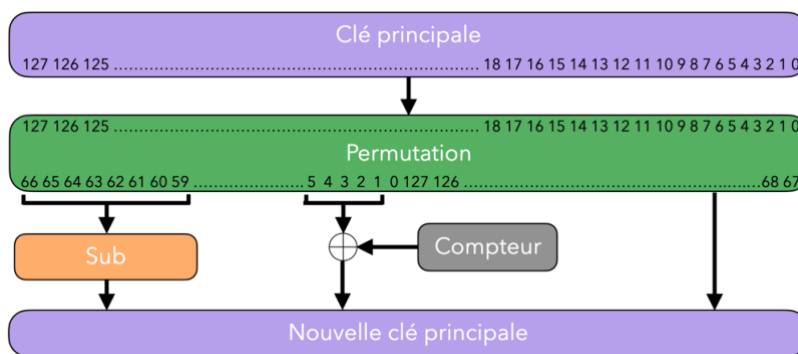 Clé principale
127 126 125 ........................................................................................ 18 17 16 15 14 13 12 11 10 9 8 7 6 5 4 3 2 1 0
127 126 125 ........................................................................................ 18 17 16 15 14 13 12 11 10 9 8 7 6 5 4 3 2 1 0
Permutation
66 65 64 63 62 61 60 59 ........................... 5 4 3 2 1 0 127 126 ........................................................................68 67
Sub
Compteur
Nouvelle clé principale